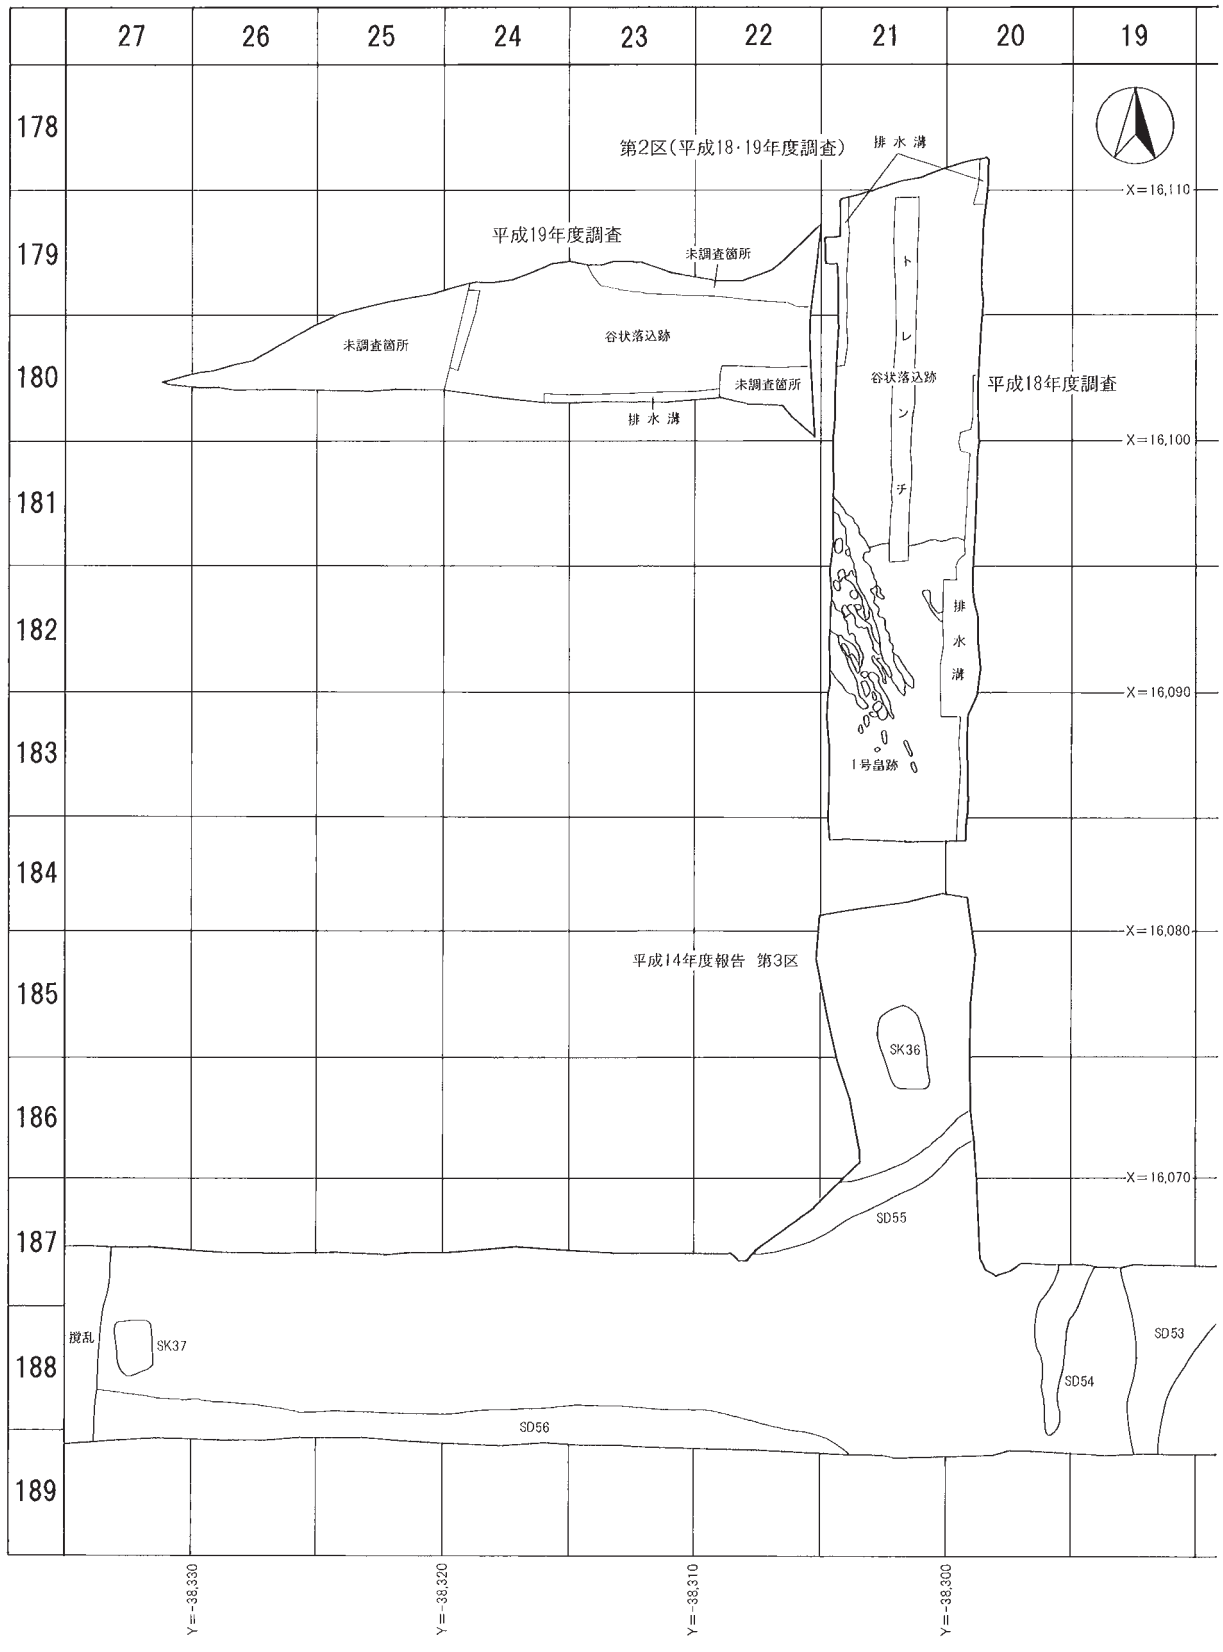 27 26 25 24 23 22 21 20 19
178
第2区(平成18・19年度調査)
排水溝
X=16,110
179
平成19年度調査
未調査箇所
トレンチ
未調査箇所
谷状落込跡
180
未調査箇所
谷状落込跡
平成18年度調査
排水溝
X=16,100
181
182
排水溝
X=16,090
183
1号畠跡
184
X=16,080
平成14年度報告 第3区
185
SK36
186
X=16,070
SD55
187
撹乱
SK37
SD53
188
SD54
SD56
189
Y=-38,330
Y=-38,320
Y=-38,310
Y=-38,300